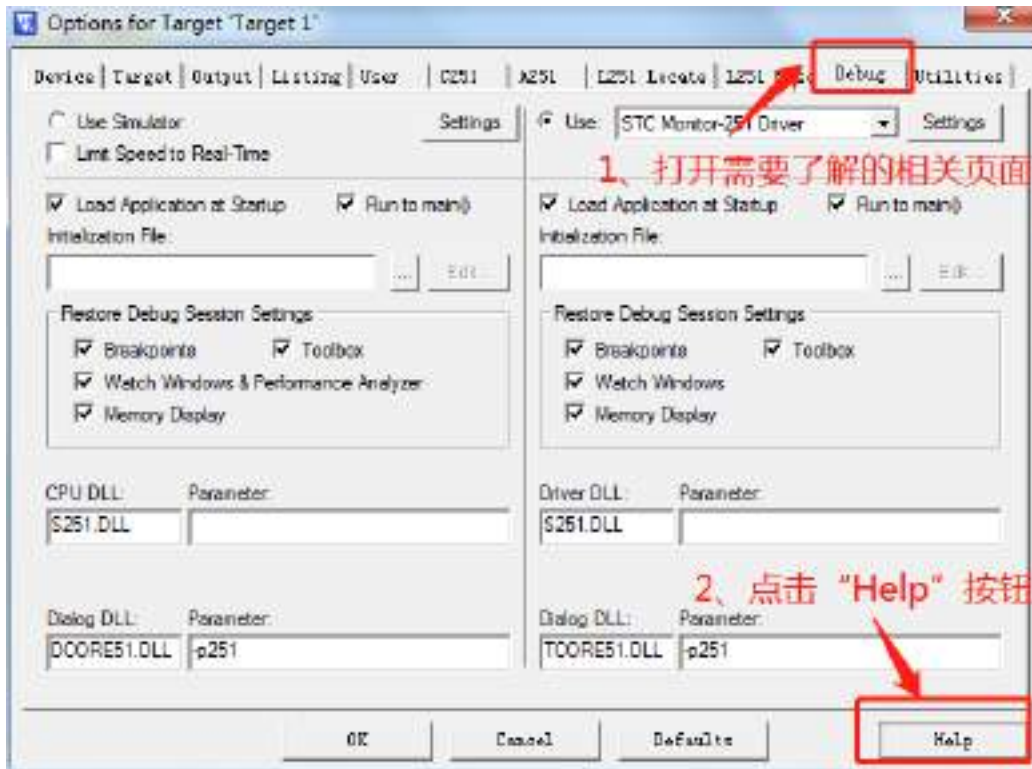 Options for Target 'Target 1'
Device Target Output Listing User C251 A251 L251 Locate L251 Debug Utilities
Use Simulator Settings Use: STC Monitor-251 Driver Settings
Limit Speed to Real-Time
1、打开需要了解的相关页面
Load Application at Startup Run to main() Load Application at Startup Run to main()
Initialization File: Initialization File:
... Edit... ... Edit...
Restore Debug Session Settings Restore Debug Session Settings
Breakpoints Toolbox Breakpoints Toolbox
Watch Windows & Performance Analyzer Watch Windows
Memory Display Memory Display
CPU DLL: Parameter: Driver DLL: Parameter:
S251.DLL S251.DLL
2、点击“Help”按钮
Dialog DLL: Parameter: Dialog DLL: Parameter:
DCORE51.DLL -p251 TCORE51.DLL -p251
OK Cancel Defaults Help